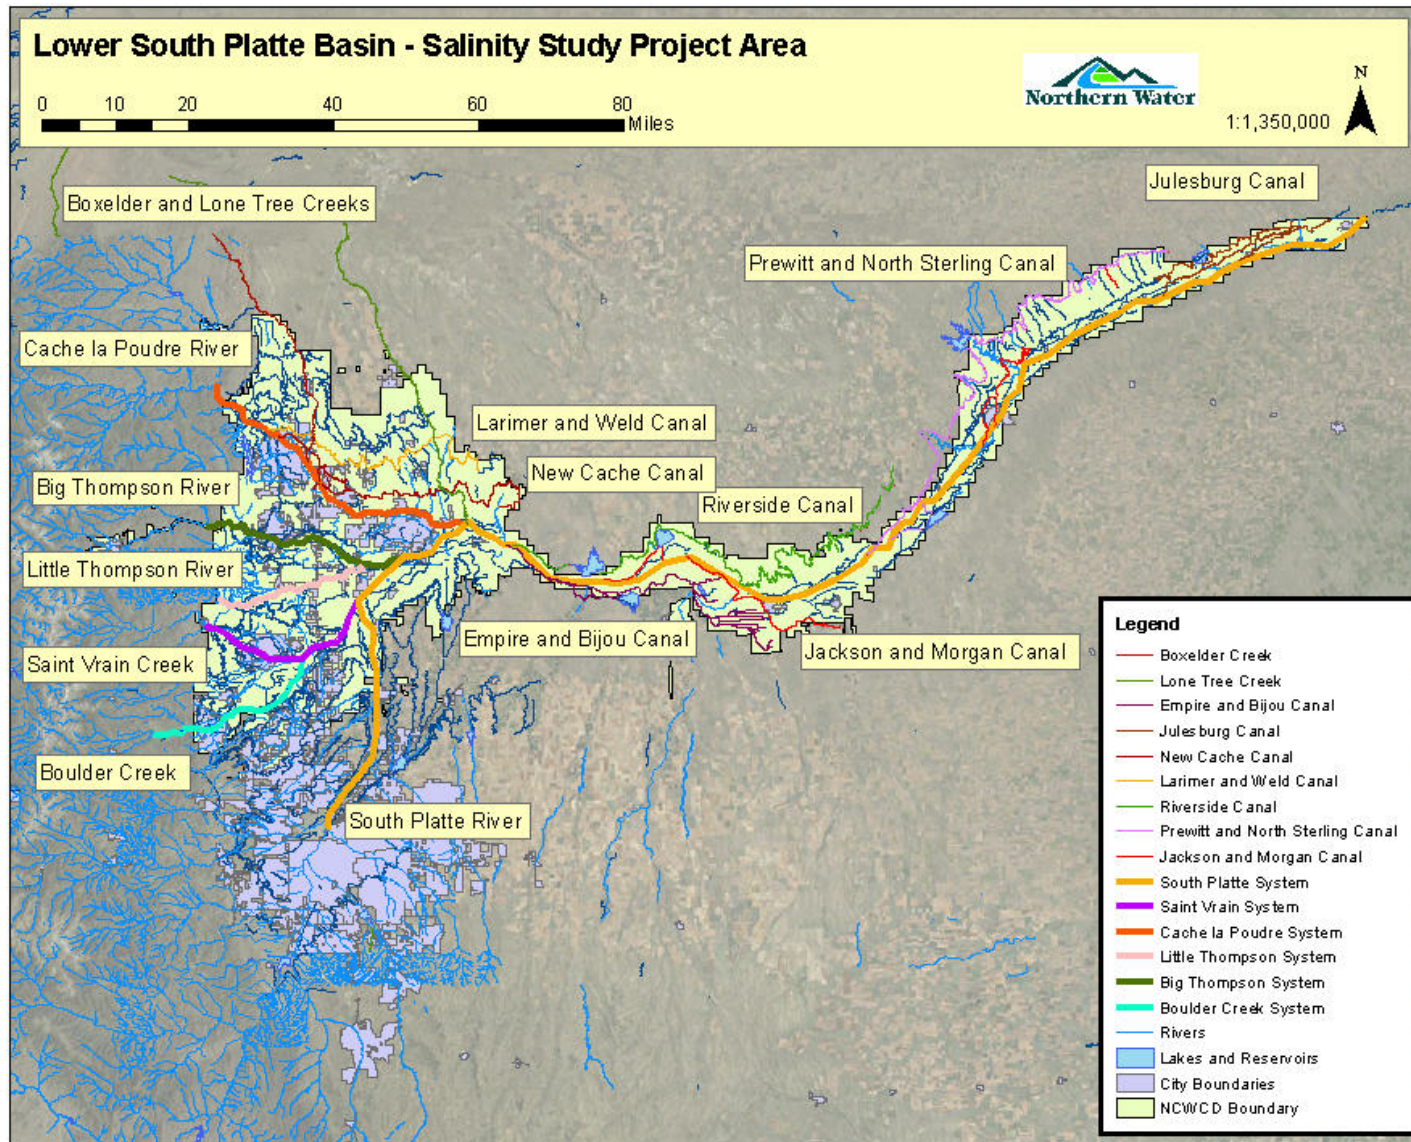 Lower South Platte Basin - Salinity Study Project Area
0 10 20 40 60 80
Miles
Northern Water
N
1:1,350,000
Julesburg Canal
Boxelder and Lone Tree Creeks
Prewitt and North Sterling Canal
Cache la Poudre River
Larimer and Weld Canal
New Cache Canal
Big Thompson River
Riverside Canal
Little Thompson River
Empire and Bijou Canal
Jackson and Morgan Canal
Saint Vrain Creek
Boulder Creek
South Platte River
Legend
Boxelder Creek
Lone Tree Creek
Empire and Bijou Canal
Julesburg Canal
New Cache Canal
Larimer and Weld Canal
Riverside Canal
Prewitt and North Sterling Canal
Jackson and Morgan Canal
South Platte System
Saint Vrain System
Cache la Poudre System
Little Thompson System
Big Thompson System
Boulder Creek System
Rivers
Lakes and Reservoirs
City Boundaries
NCWCD Boundary